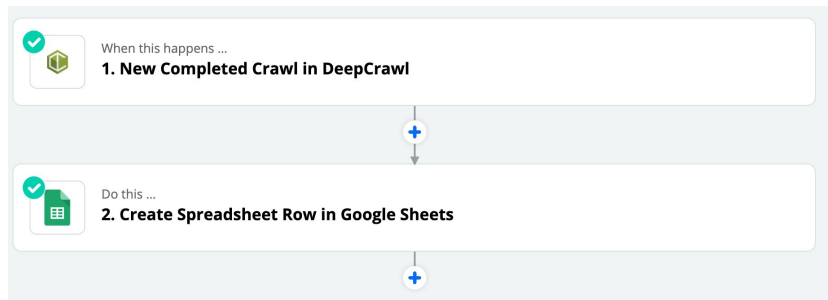 When this happens ...
1. New Completed Crawl in DeepCrawl
Do this ...
2. Create Spreadsheet Row in Google Sheets